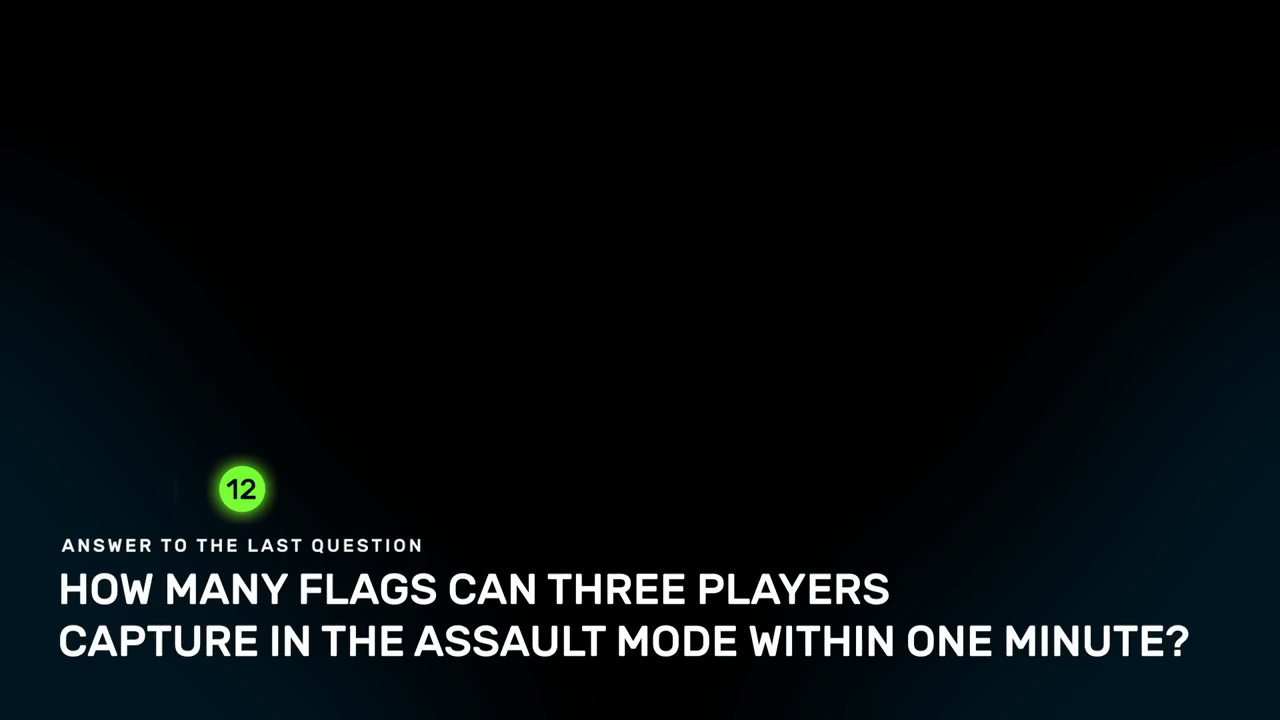 12
ANSWER TO THE LAST QUESTION
HOW MANY FLAGS CAN THREE PLAYERS
CAPTURE IN THE ASSAULT MODE WITHIN ONE MINUTE?